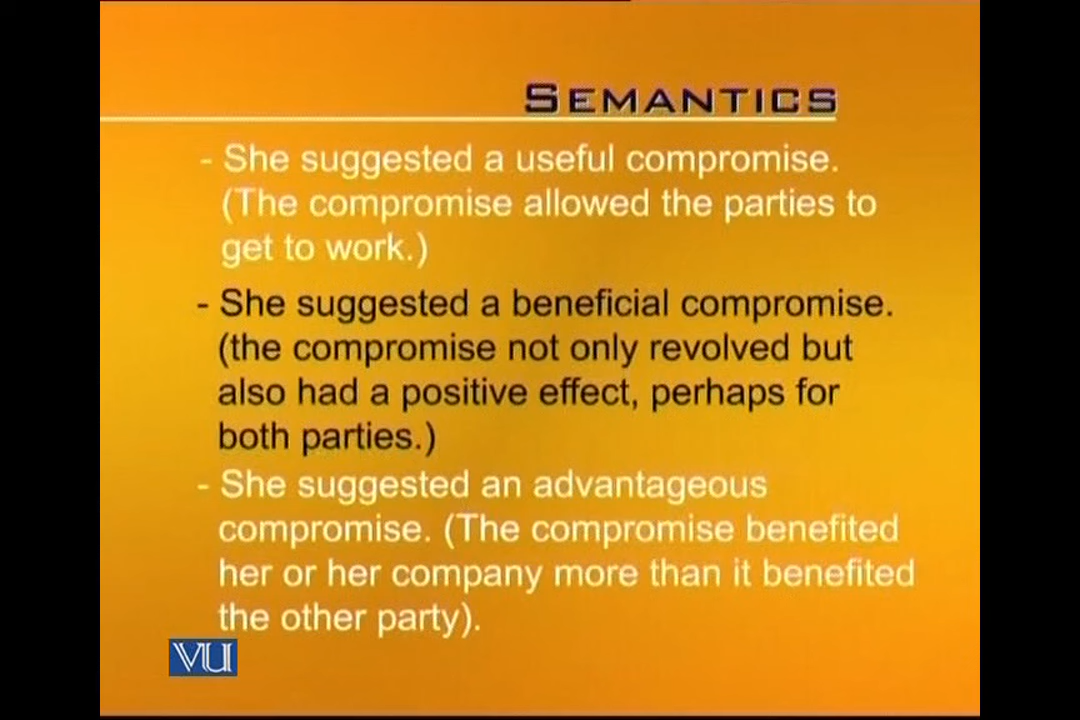 SEMANTICS
- She suggested a useful compromise.
(The compromise allowed the parties to
get to work.)
- She suggested a beneficial compromise.
(the compromise not only revolved but
also had a positive effect, perhaps for
both parties.)
- She suggested an advantageous
compromise. (The compromise benefited
her or her company more than it benefited
the other party).
VU